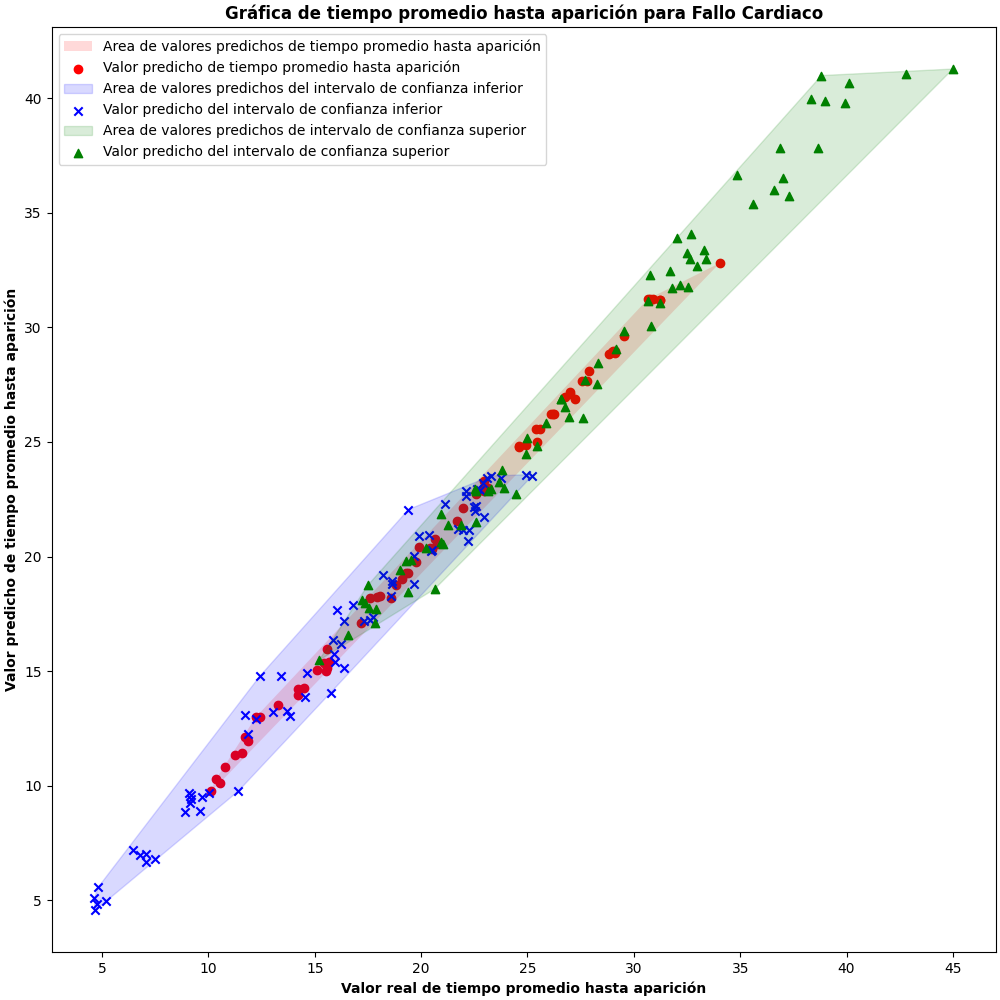 Gráfica de tiempo promedio hasta aparición para Fallo Cardiaco
Area de valores predichos de tiempo promedio hasta aparición
Valor predicho de tiempo promedio hasta aparición
Area de valores predichos del intervalo de confianza inferior
Valor predicho del intervalo de confianza inferior
Area de valores predichos de intervalo de confianza superior
Valor predicho del intervalo de confianza superior
Valor predicho de tiempo promedio hasta aparición
40
35
30
25
20
15
10
5
5 10 15 20 25 30 35 40 45
Valor real de tiempo promedio hasta aparición